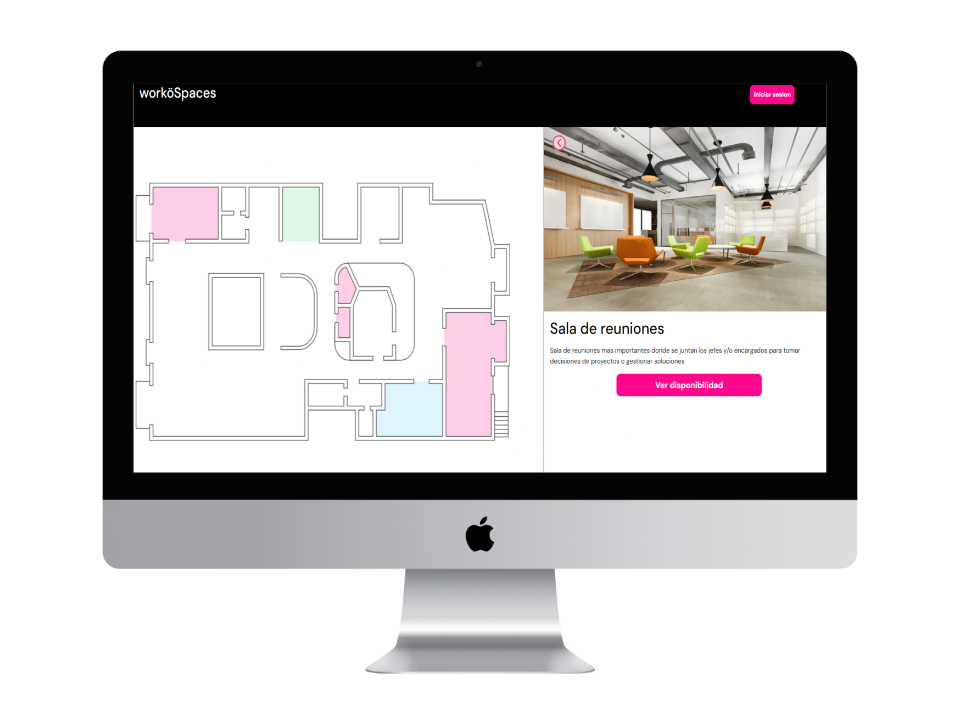 worköSpaces
Iniciar sesion
Sala de reuniones
Sala de reuniones mas importantes donde se juntan los jefes y/o encargados para tomar
decisiones de proyectos o gestionar soluciones
Ver disponibilidad